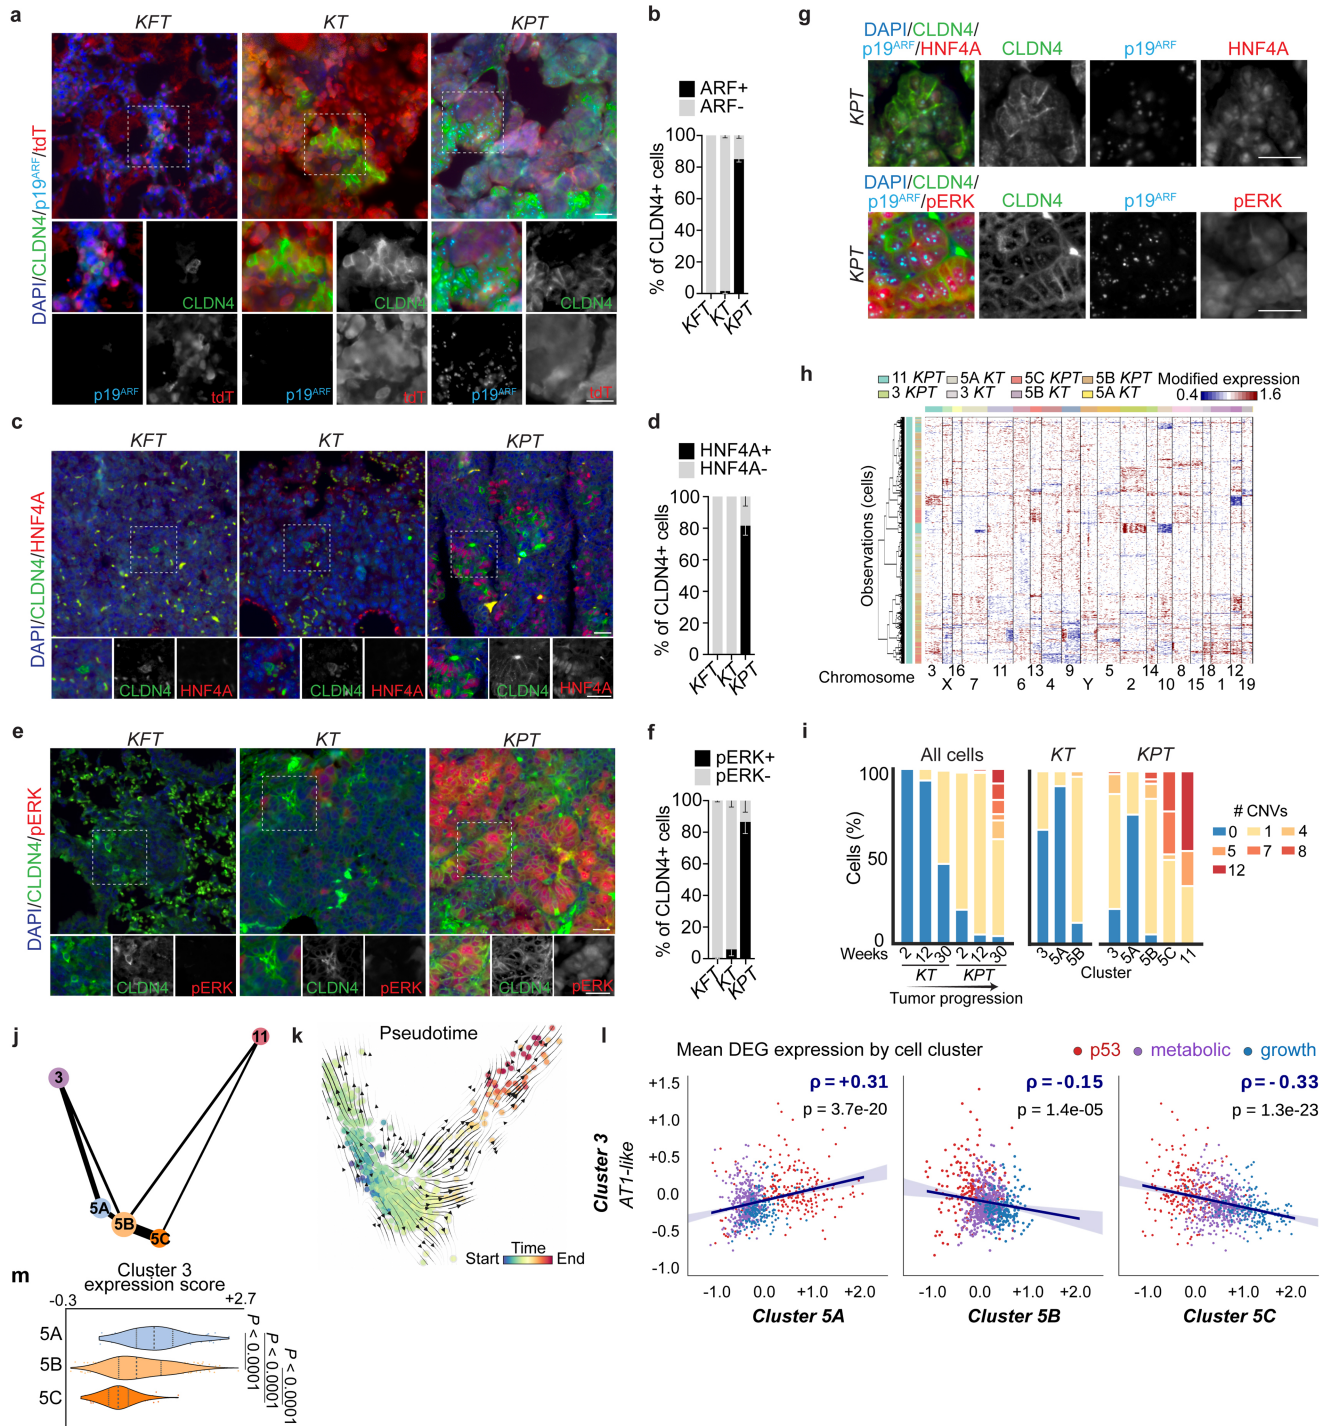 a
KFT
KT
KPT
DAPI/CLDN4/p19ARF/tdT
CLDN4
CLDN4
CLDN4
p19ARF
tdT
p19ARF
tdT
p19ARF
tdT
b
ARF+
ARF-
% of CLDN4+ cells
100
80
60
40
20
0
KFT
KT
KPT
c
KFT
KT
KPT
DAPI/CLDN4/HNF4A
CLDN4
HNF4A
CLDN4
HNF4A
CLDN4
HNF4A
d
HNF4A+
HNF4A-
% of CLDN4+ cells
100
80
60
40
20
0
KFT
KT
KPT
e
KFT
KT
KPT
DAPI/CLDN4/pERK
CLDN4
pERK
CLDN4
pERK
CLDN4
pERK
f
pERK+
pERK-
% of CLDN4+ cells
100
80
60
40
20
0
KFT
KT
KPT
g
DAPI/CLDN4/
p19ARF/HNF4A
CLDN4
p19ARF
HNF4A
KPT
DAPI/CLDN4/
p19ARF/pERK
CLDN4
p19ARF
pERK
KPT
h
11 KPT
5A KT
5C KPT
5B KPT
3 KPT
3 KT
5B KT
5A KT
Modified expression
0.4
1.6
Observations (cells)
Chromosome
3 16 11 13 9 5 14 8 18 12
X 7 6 4 Y 2 10 15 1 19
i
All cells
KT
KPT
Cells (%)
100
50
0
Weeks
2 12 30 2 12 30
KT
KPT
Tumor progression
3 5A 5B
3 5A 5B 5C 11
Cluster
# CNVs
0 1 4
5 7 8
12
j
11
3
5A
5B
5C
k
Pseudotime
Time
Start
End
l
Mean DEG expression by cell cluster
p53
metabolic
growth
Cluster 3
AT1-like
+1.5
+1.0
+0.5
0.0
-0.5
-1.0
ρ = +0.31
p = 3.7e-20
-1.0 0.0 +1.0 +2.0
Cluster 5A
ρ = -0.15
p = 1.4e-05
-1.0 0.0 +1.0 +2.0
Cluster 5B
ρ = -0.33
p = 1.3e-23
-1.0 0.0 +1.0 +2.0
Cluster 5C
m
Cluster 3
expression score
-0.3
+2.7
5A
5B
5C
P < 0.0001
P < 0.0001
P < 0.0001